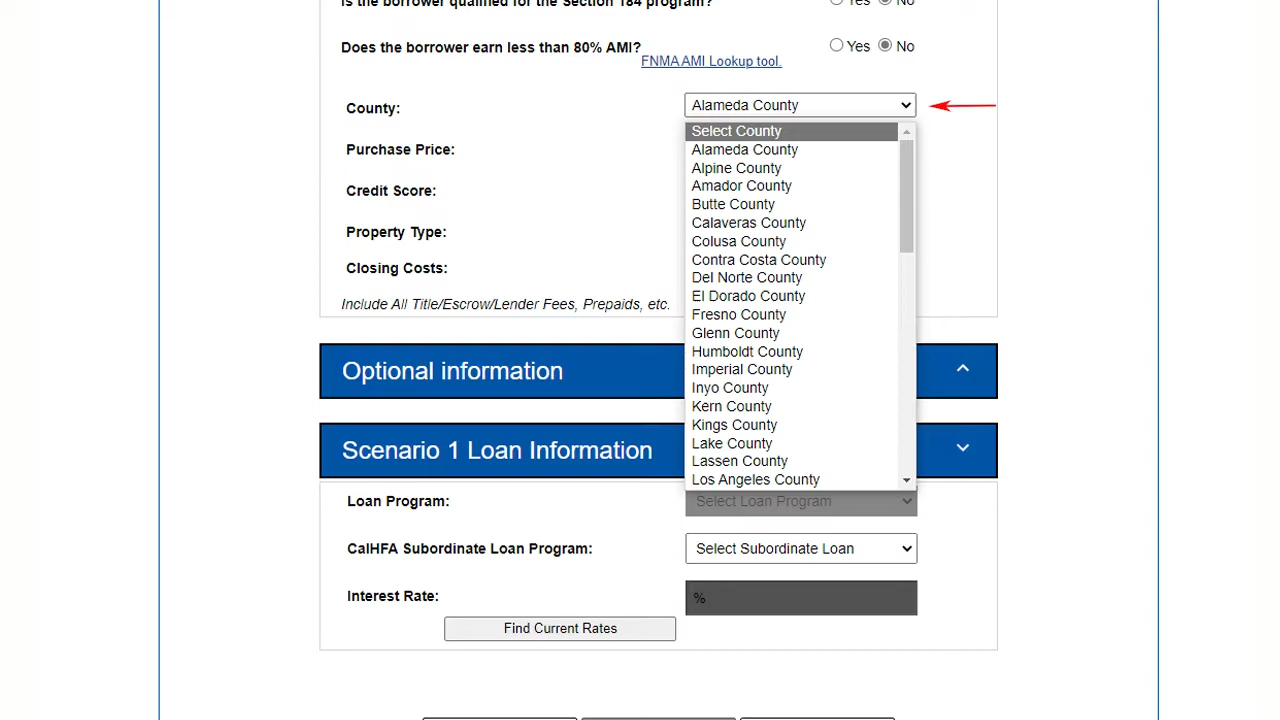 Is the borrower qualified for the Section 184 program? Yes No
Does the borrower earn less than 80% AMI? Yes No
FNMA AMI Lookup tool.
County: Alameda County
Select County
Alameda County
Purchase Price:
Alpine County
Amador County
Credit Score:
Butte County
Calaveras County
Property Type:
Colusa County
Contra Costa County
Closing Costs:
Del Norte County
El Dorado County
Include All Title/Escrow/Lender Fees, Prepaids, etc.
Fresno County
Glenn County
Humboldt County
Optional information
Imperial County
Inyo County
Kern County
Kings County
Lake County
Scenario 1 Loan Information
Lassen County
Los Angeles County
Loan Program: Select Loan Program
CalHFA Subordinate Loan Program: Select Subordinate Loan
Interest Rate: %
Find Current Rates